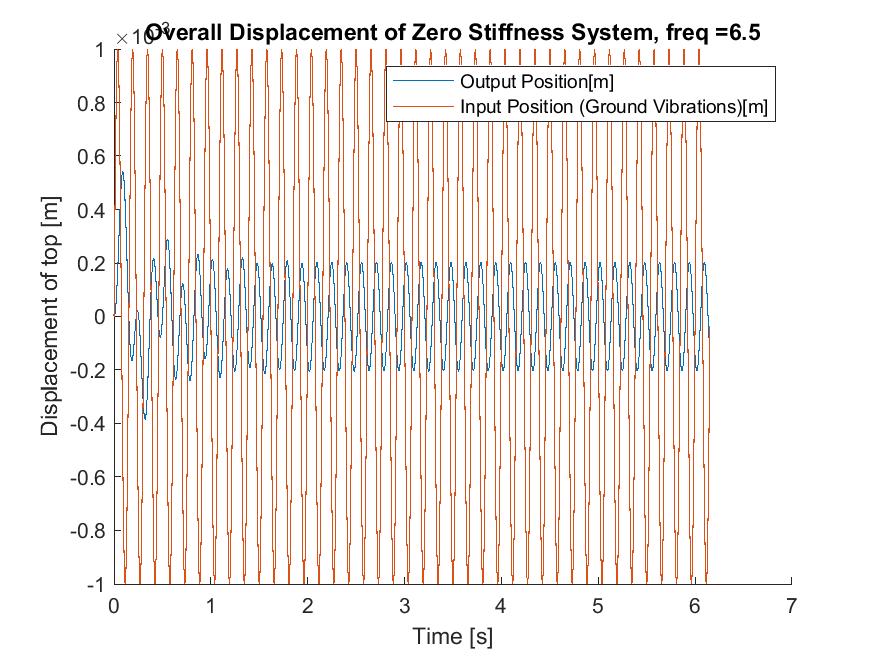 ×10-3
Overall Displacement of Zero Stiffness System, freq =6.5
Output Position[m]
Input Position (Ground Vibrations)[m]
1
0.8
0.6
0.4
0.2
0
-0.2
-0.4
-0.6
-0.8
-1
Displacement of top [m]
0 1 2 3 4 5 6 7
Time [s]